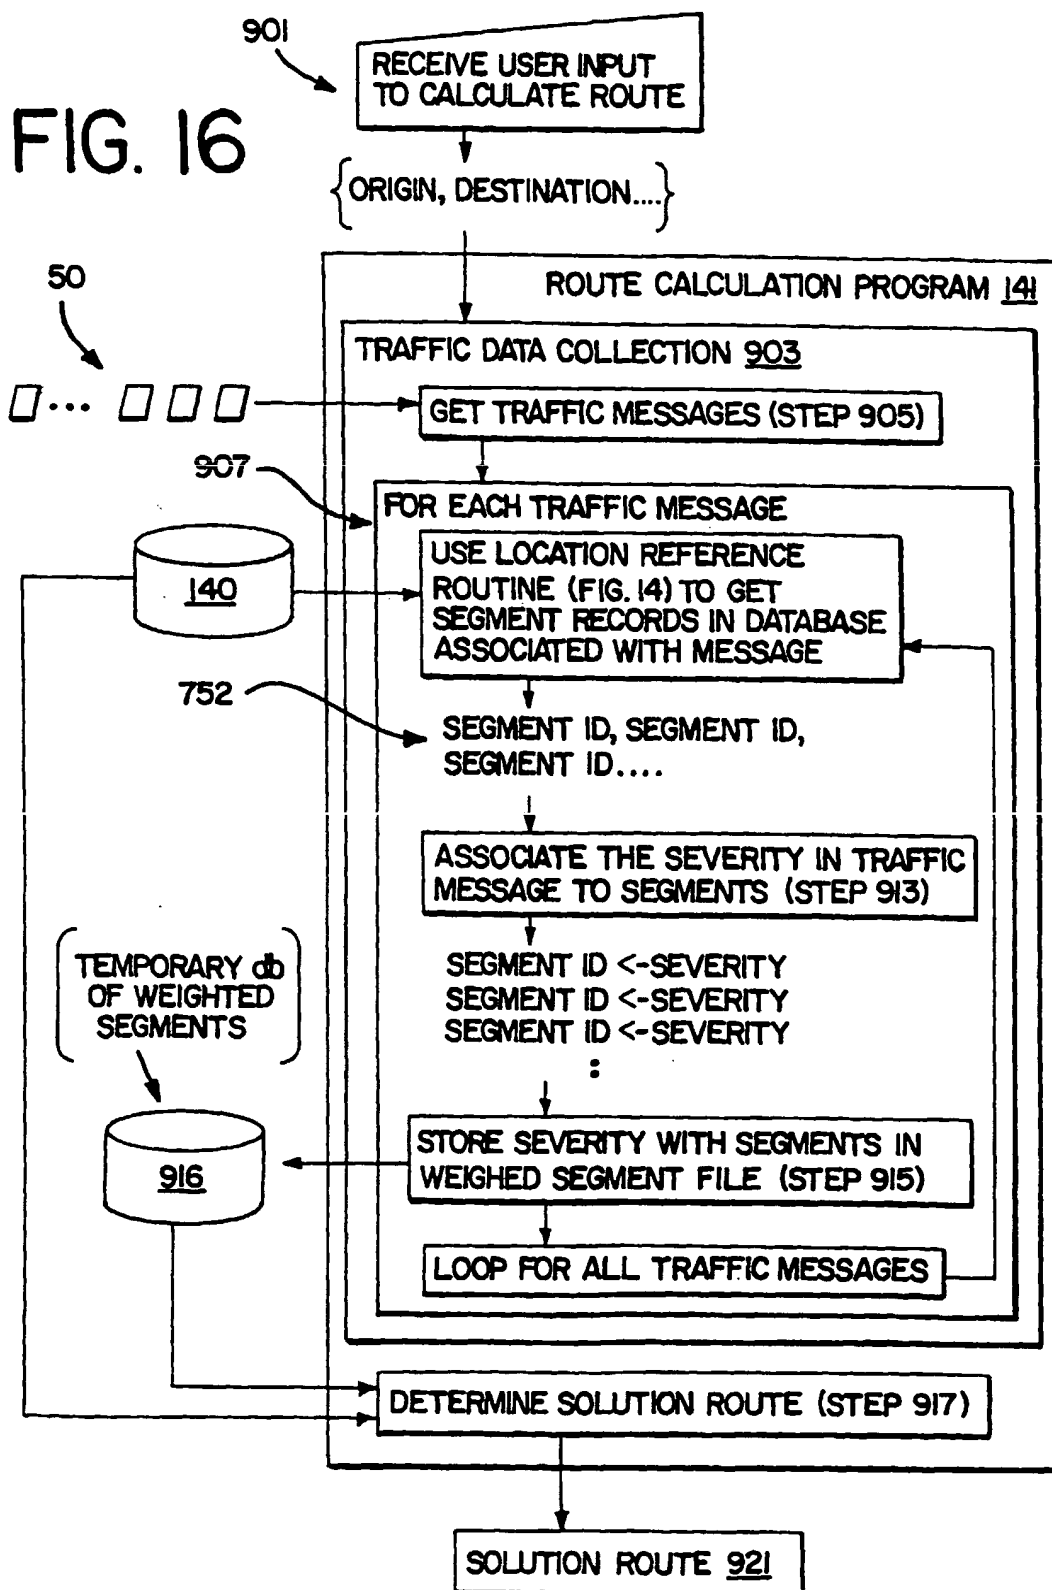 901
RECEIVE USER INPUT
TO CALCULATE ROUTE
FIG. 16
{ORIGIN, DESTINATION....}
50
ROUTE CALCULATION PROGRAM 141
TRAFFIC DATA COLLECTION 903
...
GET TRAFFIC MESSAGES (STEP 905)
907
FOR EACH TRAFFIC MESSAGE
USE LOCATION REFERENCE
ROUTINE (FIG. 14) TO GET
SEGMENT RECORDS IN DATABASE
ASSOCIATED WITH MESSAGE
140
752
SEGMENT ID, SEGMENT ID,
SEGMENT ID....
ASSOCIATE THE SEVERITY IN TRAFFIC
MESSAGE TO SEGMENTS (STEP 913)
SEGMENT ID <-SEVERITY
SEGMENT ID <-SEVERITY
SEGMENT ID <-SEVERITY
:
TEMPORARY db
OF WEIGHTED
SEGMENTS
916
STORE SEVERITY WITH SEGMENTS IN
WEIGHED SEGMENT FILE (STEP 915)
LOOP FOR ALL TRAFFIC MESSAGES
DETERMINE SOLUTION ROUTE (STEP 917)
SOLUTION ROUTE 921